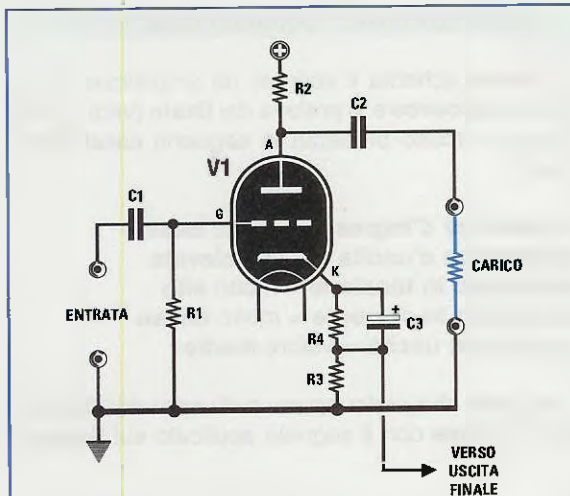 R2
C2
A
V1
C1
G
K
CARICO
ENTRATA
R1
R4
+
C3
R3
VERSO
USCITA
FINALE